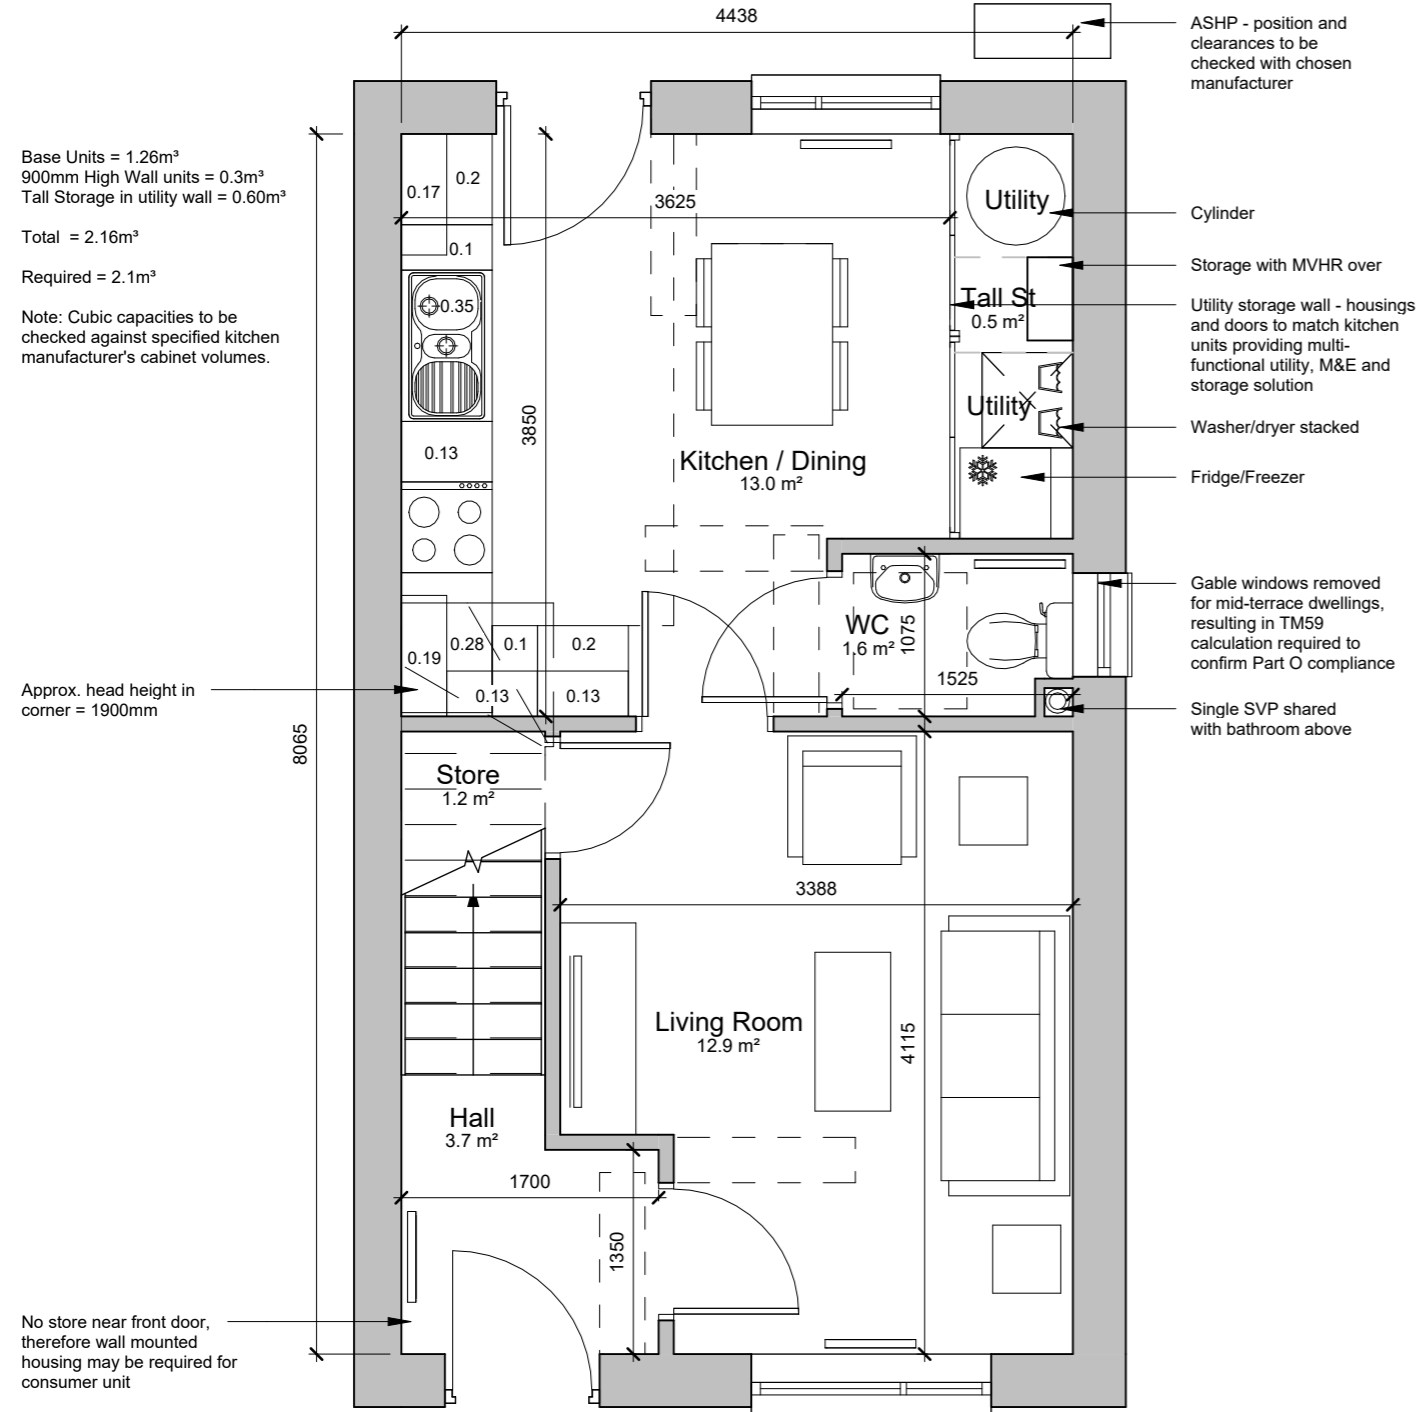 4438
ASHP - position and
clearances to be
checked with chosen
manufacturer
Base Units = 1.26m³
900mm High Wall units = 0.3m³
Tall Storage in utility wall = 0.60m³
Total = 2.16m³
Required = 2.1m³
Note: Cubic capacities to be
checked against specified kitchen
manufacturer's cabinet volumes.
0.17
0.2
0.1
0.35
0.13
3625
3850
Utility
Cylinder
Storage with MVHR over
Tall St
0.5 m²
Utility storage wall - housings
and doors to match kitchen
units providing multi-
functional utility, M&E and
storage solution
Utility
Washer/dryer stacked
Kitchen / Dining
13.0 m²
Fridge/Freezer
Gable windows removed
for mid-terrace dwellings,
resulting in TM59
calculation required to
confirm Part O compliance
WC
1.6 m²
1075
1525
Single SVP shared
with bathroom above
0.19
0.28
0.1
0.2
0.13
0.13
Approx. head height in
corner = 1900mm
8065
Store
1.2 m²
3388
Living Room
12.9 m²
4115
Hall
3.7 m²
1700
1350
No store near front door,
therefore wall mounted
housing may be required for
consumer unit